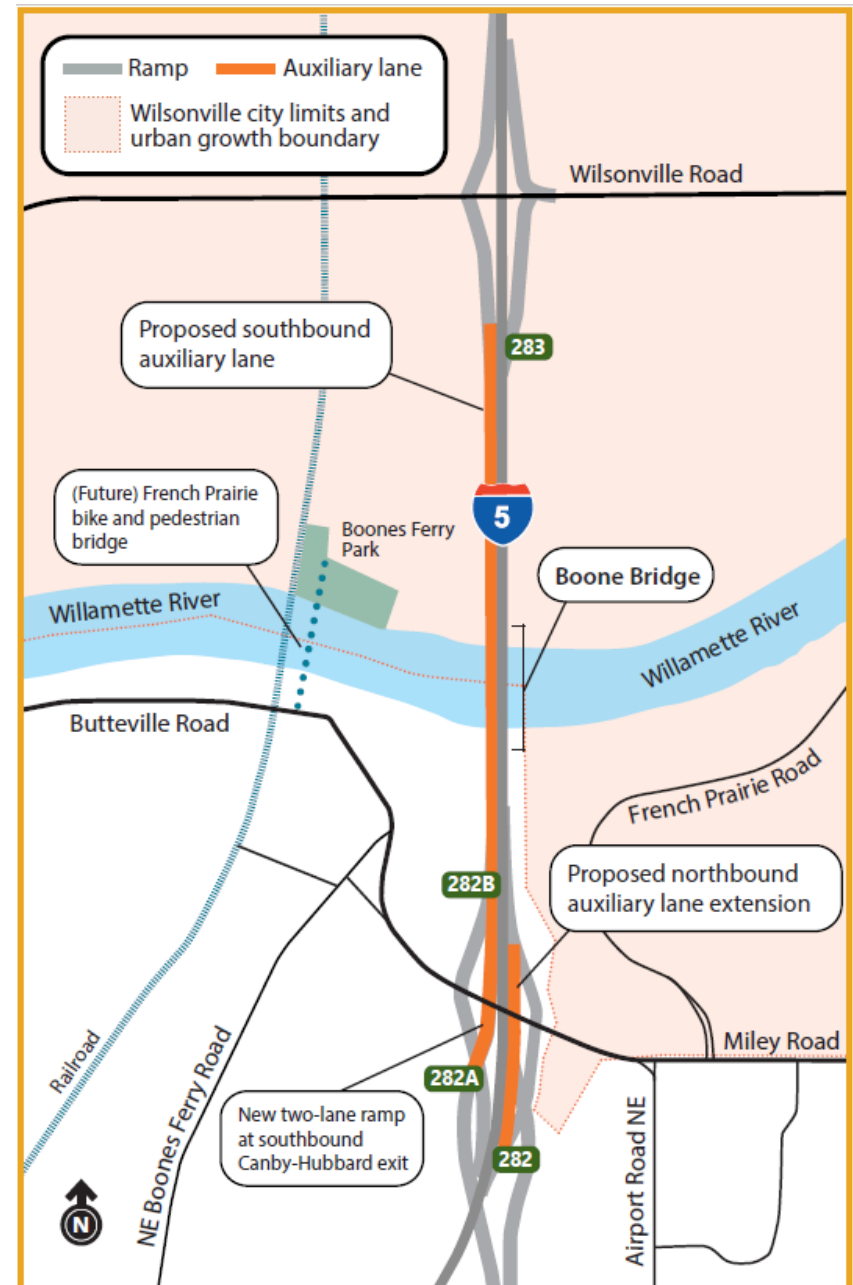 Ramp
Auxiliary lane
Wilsonville city limits and
urban growth boundary
Wilsonville Road
Proposed southbound
auxiliary lane
283
(Future) French Prairie
bike and pedestrian
bridge
5
Boones Ferry
Park
Boone Bridge
Willamette River
Willamette River
Butteville Road
French Prairie Road
282B
Proposed northbound
auxiliary lane extension
Railroad
NE Boones Ferry Road
Miley Road
282A
New two-lane ramp
at southbound
Canby-Hubbard exit
282
Airport Road NE
N